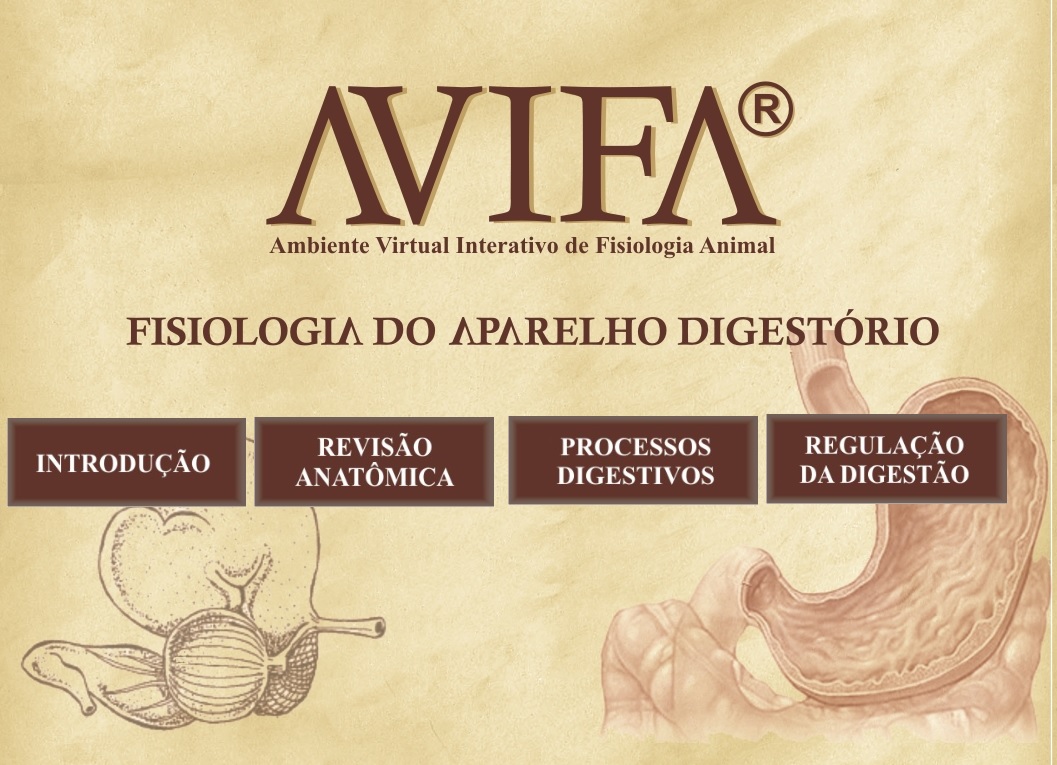 AVIFA®
Ambiente Virtual Interativo de Fisiologia Animal
FISIOLOGIA DO APARELHO DIGESTÓRIO
INTRODUÇÃO
REVISÃO
ANATÔMICA
PROCESSOS
DIGESTIVOS
REGULAÇÃO
DA DIGESTÃO